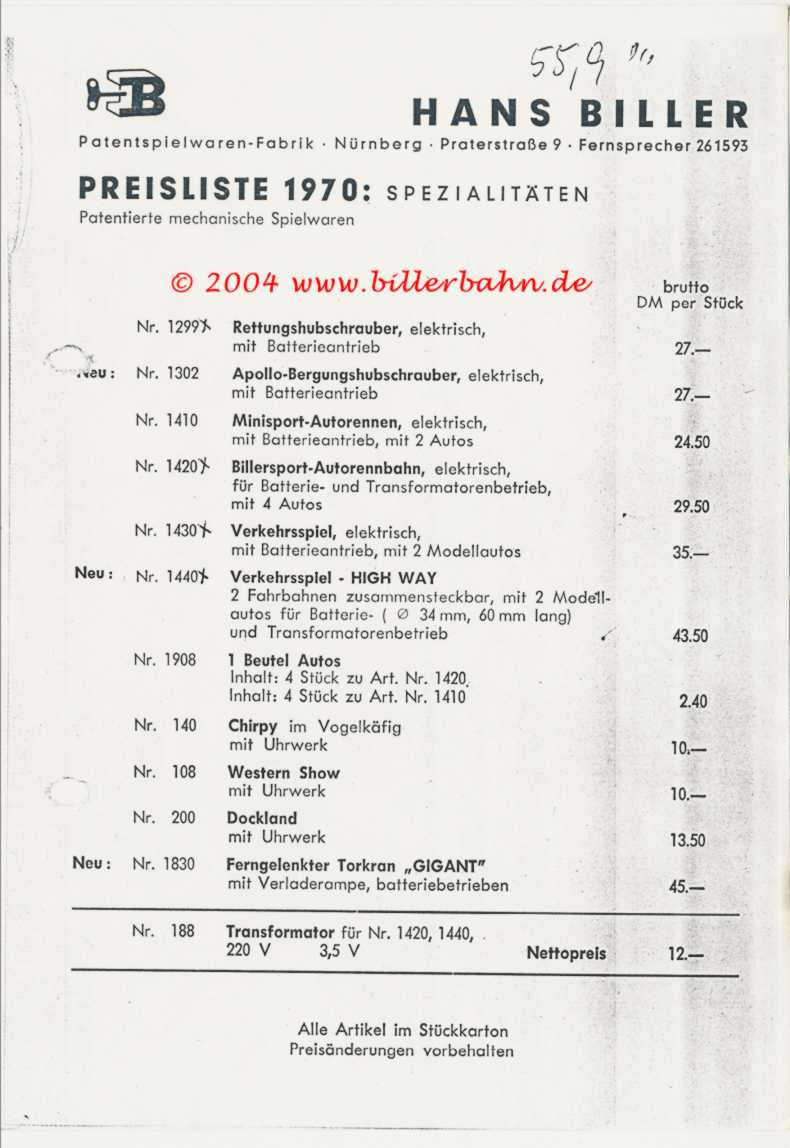 55,9 %
B
HANS BILLER
Patentspielwaren-Fabrik · Nürnberg · Praterstraße 9 · Fernsprecher 261593
PREISLISTE 1970: SPEZIALITÄTEN
Patentierte mechanische Spielwaren
© 2004 www.billerbahn.de
brutto
DM per Stück
Nr. 1299 Rettungshubschrauber, elektrisch,
mit Batterieantrieb 27.—
Neu: Nr. 1302 Apollo-Bergungshubschrauber, elektrisch,
mit Batterieantrieb 27.—
Nr. 1410 Minisport-Autorennen, elektrisch,
mit Batterieantrieb, mit 2 Autos 24.50
Nr. 1420 Billersport-Autorennbahn, elektrisch,
für Batterie- und Transformatorenbetrieb,
mit 4 Autos 29.50
Nr. 1430 Verkehrsspiel, elektrisch,
mit Batterieantrieb, mit 2 Modellautos 35.—
Neu: Nr. 1440 Verkehrsspiel - HIGH WAY
2 Fahrbahnen zusammensteckbar, mit 2 Modell-
autos für Batterie- ( Ø 34 mm, 60 mm lang)
und Transformatorenbetrieb 43.50
Nr. 1908 1 Beutel Autos
Inhalt: 4 Stück zu Art. Nr. 1420
Inhalt: 4 Stück zu Art. Nr. 1410 2.40
Nr. 140 Chirpy im Vogelkäfig
mit Uhrwerk 10.—
Nr. 108 Western Show
mit Uhrwerk 10.—
Nr. 200 Dockland
mit Uhrwerk 13.50
Neu: Nr. 1830 Ferngelenkter Torkran „GIGANT"
mit Verladerampe, batteriebetrieben 45.—
Nr. 188 Transformator für Nr. 1420, 1440,
220 V 3,5 V Nettopreis 12.—
Alle Artikel im Stückkarton
Preisänderungen vorbehalten